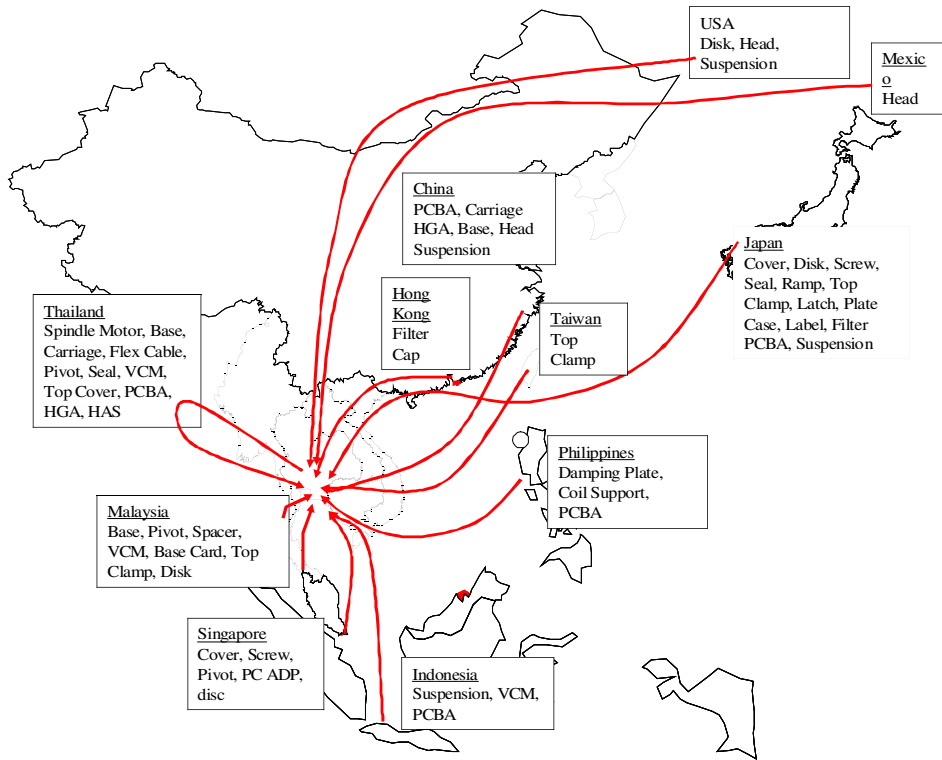 USA
Disk, Head,
Suspension
Mexic
o
Head
China
PCBA, Carriage
HGA, Base, Head
Suspension
Japan
Cover, Disk, Screw,
Seal, Ramp, Top
Clamp, Latch, Plate
Case, Label, Filter
PCBA, Suspension
Hong
Kong
Filter
Cap
Taiwan
Top
Clamp
Thailand
Spindle Motor, Base,
Carriage, Flex Cable,
Pivot, Seal, VCM,
Top Cover, PCBA,
HGA, HAS
Philippines
Damping Plate,
Coil Support,
PCBA
Malaysia
Base, Pivot, Spacer,
VCM, Base Card, Top
Clamp, Disk
Singapore
Cover, Screw,
Pivot, PC ADP,
disc
Indonesia
Suspension, VCM,
PCBA